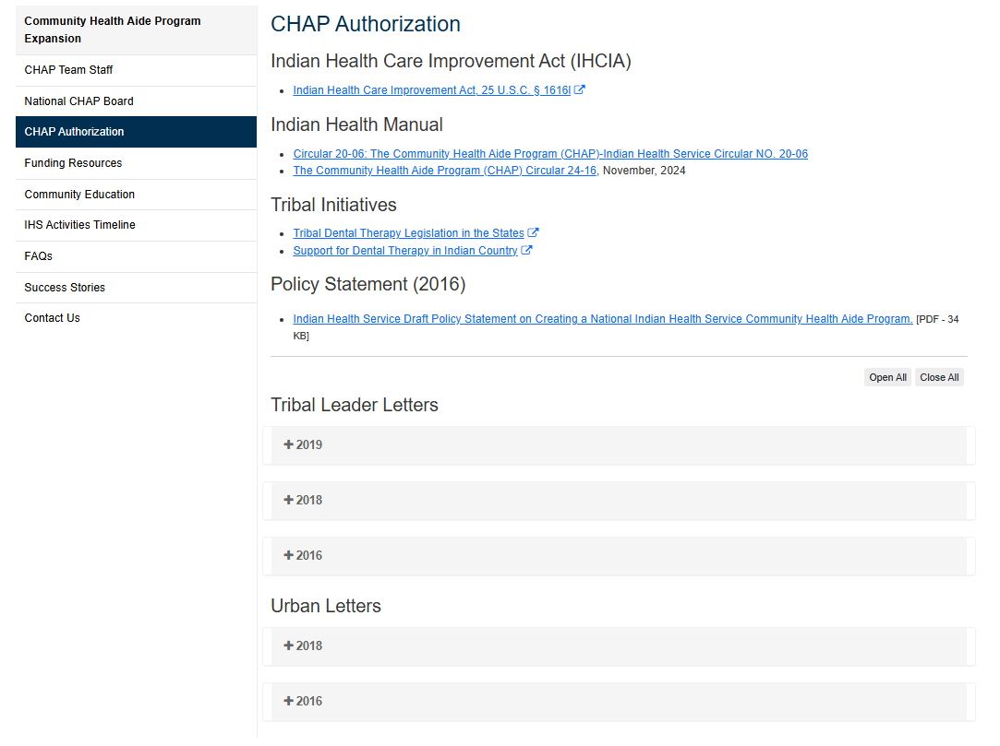 Community Health Aide Program
Expansion
CHAP Team Staff
National CHAP Board
CHAP Authorization
Funding Resources
Community Education
IHS Activities Timeline
FAQs
Success Stories
Contact Us
CHAP Authorization
Indian Health Care Improvement Act (IHCIA)
Indian Health Care Improvement Act, 25 U.S.C. § 1616l
Indian Health Manual
Circular 20-06: The Community Health Aide Program (CHAP)-Indian Health Service Circular NO. 20-06
The Community Health Aide Program (CHAP) Circular 24-16, November, 2024
Tribal Initiatives
Tribal Dental Therapy Legislation in the States
Support for Dental Therapy in Indian Country
Policy Statement (2016)
Indian Health Service Draft Policy Statement on Creating a National Indian Health Service Community Health Aide Program. [PDF - 34
KB]
Open All Close All
Tribal Leader Letters
2019
2018
2016
Urban Letters
2018
2016